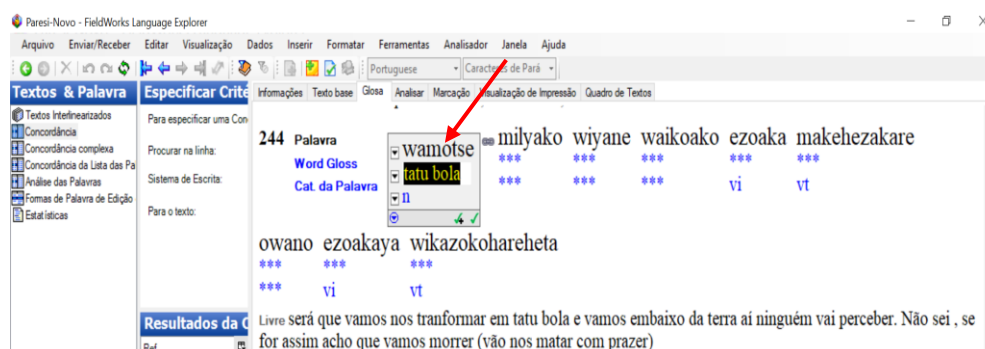 Paresi-Novo - FieldWorks Language Explorer
Arquivo Enviar/Receber Editar Visualização Dados Inserir Formatar Ferramentas Analisador Janela Ajuda
Portuguese Caracteres de Pará
Textos & Palavra Especificar Crité Informações Texto base Glosa Analisar Marcação Visualização de Impressão Quadro de Textos
Textos Interlinearizados
Concordância
Concordância complexa
Concordância da Lista das Pa
Análise das Palavras
Formas de Palavra de Edição
Estatísticas
Para especificar uma Con
Procurar na linha:
Sistema de Escrita:
Para o texto:
Resultados da C
Ref
244 Palavra wamotse milyako wiyane waikoako ezoaka makehezakare
Word Gloss tatu bola *** *** *** *** ***
Cat. da Palavra n *** *** *** vi vt
owano ezoakaya wikazokohareheta
*** *** ***
*** vi vt
Livre será que vamos nos tranformar em tatu bola e vamos embaixo da terra aí ninguém vai perceber. Não sei , se
for assim acho que vamos morrer (vão nos matar com prazer)